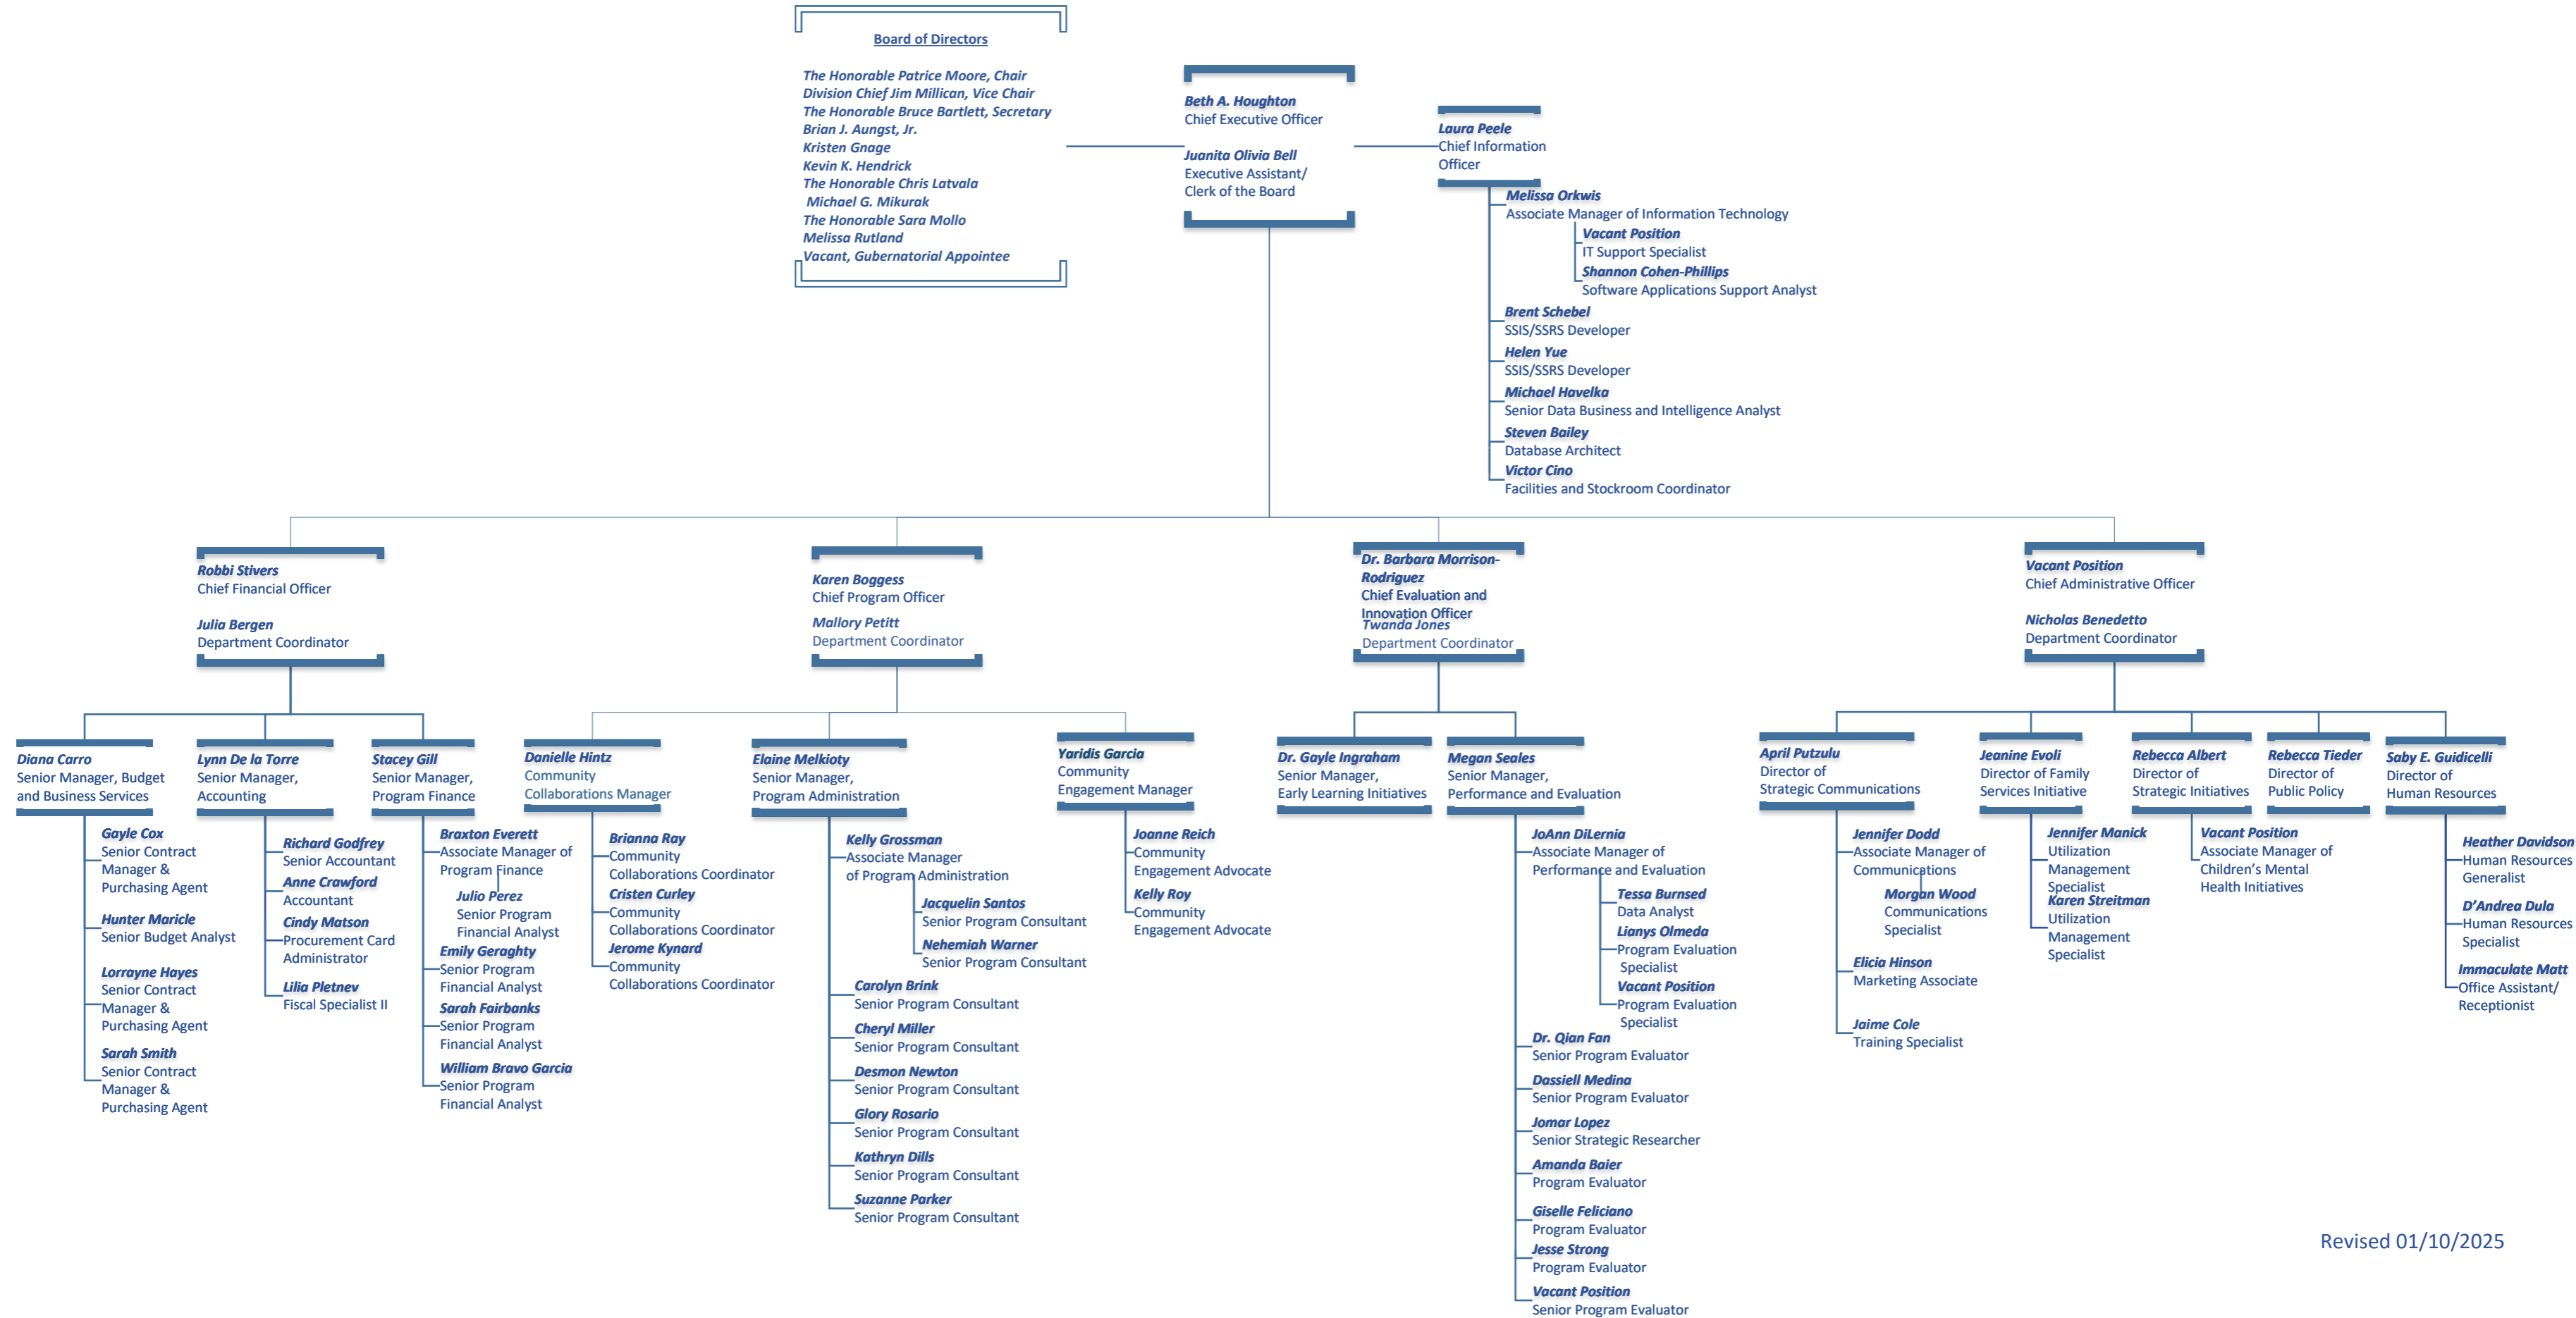 Board of Directors
The Honorable Patrice Moore, Chair
Division Chief Jim Millican, Vice Chair
The Honorable Bruce Bartlett, Secretary
Brian J. Aungst, Jr.
Kristen Gnage
Kevin K. Hendrick
The Honorable Chris Latvala
Michael G. Mikurak
The Honorable Sara Mollo
Melissa Rutland
Vacant, Gubernatorial Appointee
Beth A. Houghton
Chief Executive Officer
Juanita Olivia Bell
Executive Assistant/
Clerk of the Board
Laura Peele
Chief Information
Officer
Melissa Orkwis
Associate Manager of Information Technology
Vacant Position
IT Support Specialist
Shannon Cohen-Phillips
Software Applications Support Analyst
Brent Schebel
SSIS/SSRS Developer
Helen Yue
SSIS/SSRS Developer
Michael Havelka
Senior Data Business and Intelligence Analyst
Steven Bailey
Database Architect
Victor Cino
Facilities and Stockroom Coordinator
Robbi Stivers
Chief Financial Officer
Julia Bergen
Department Coordinator
Karen Boggess
Chief Program Officer
Mallory Petitt
Department Coordinator
Dr. Barbara Morrison-
Rodriguez
Chief Evaluation and
Innovation Officer
Twanda Jones
Department Coordinator
Vacant Position
Chief Administrative Officer
Nicholas Benedetto
Department Coordinator
Diana Carro
Senior Manager, Budget
and Business Services
Gayle Cox
Senior Contract
Manager &
Purchasing Agent
Hunter Maricle
Senior Budget Analyst
Lorrayne Hayes
Senior Contract
Manager &
Purchasing Agent
Sarah Smith
Senior Contract
Manager &
Purchasing Agent
Lynn De la Torre
Senior Manager,
Accounting
Richard Godfrey
Senior Accountant
Anne Crawford
Accountant
Cindy Matson
Procurement Card
Administrator
Lilia Pletnev
Fiscal Specialist II
Stacey Gill
Senior Manager,
Program Finance
Braxton Everett
Associate Manager of
Program Finance
Julio Perez
Senior Program
Financial Analyst
Emily Geraghty
Senior Program
Financial Analyst
Sarah Fairbanks
Senior Program
Financial Analyst
William Bravo Garcia
Senior Program
Financial Analyst
Danielle Hintz
Community
Collaborations Manager
Brianna Ray
Community
Collaborations Coordinator
Cristen Curley
Community
Collaborations Coordinator
Jerome Kynard
Community
Collaborations Coordinator
Elaine Melkioty
Senior Manager,
Program Administration
Kelly Grossman
Associate Manager
of Program Administration
Jacquelin Santos
Senior Program Consultant
Nehemiah Warner
Senior Program Consultant
Carolyn Brink
Senior Program Consultant
Cheryl Miller
Senior Program Consultant
Desmon Newton
Senior Program Consultant
Glory Rosario
Senior Program Consultant
Kathryn Dills
Senior Program Consultant
Suzanne Parker
Senior Program Consultant
Yaridis Garcia
Community
Engagement Manager
Joanne Reich
Community
Engagement Advocate
Kelly Roy
Community
Engagement Advocate
Dr. Gayle Ingraham
Senior Manager,
Early Learning Initiatives
Megan Seales
Senior Manager,
Performance and Evaluation
JoAnn DiLernia
Associate Manager of
Performance and Evaluation
Tessa Burnsed
Data Analyst
Lianys Olmeda
Program Evaluation
Specialist
Vacant Position
Program Evaluation
Specialist
Dr. Qian Fan
Senior Program Evaluator
Dassiell Medina
Senior Program Evaluator
Jomar Lopez
Senior Strategic Researcher
Amanda Baier
Program Evaluator
Giselle Feliciano
Program Evaluator
Jesse Strong
Program Evaluator
Vacant Position
Senior Program Evaluator
April Putzulu
Director of
Strategic Communications
Jennifer Dodd
Associate Manager of
Communications
Morgan Wood
Communications
Specialist
Elicia Hinson
Marketing Associate
Jaime Cole
Training Specialist
Jeanine Evoli
Director of Family
Services Initiative
Jennifer Manick
Utilization
Management
Specialist
Karen Streitman
Utilization
Management
Specialist
Rebecca Albert
Director of
Strategic Initiatives
Vacant Position
Associate Manager of
Children's Mental
Health Initiatives
Rebecca Tieder
Director of
Public Policy
Saby E. Guidicelli
Director of
Human Resources
Heather Davidson
Human Resources
Generalist
D'Andrea Dula
Human Resources
Specialist
Immaculate Matt
Office Assistant/
Receptionist
Revised 01/10/2025